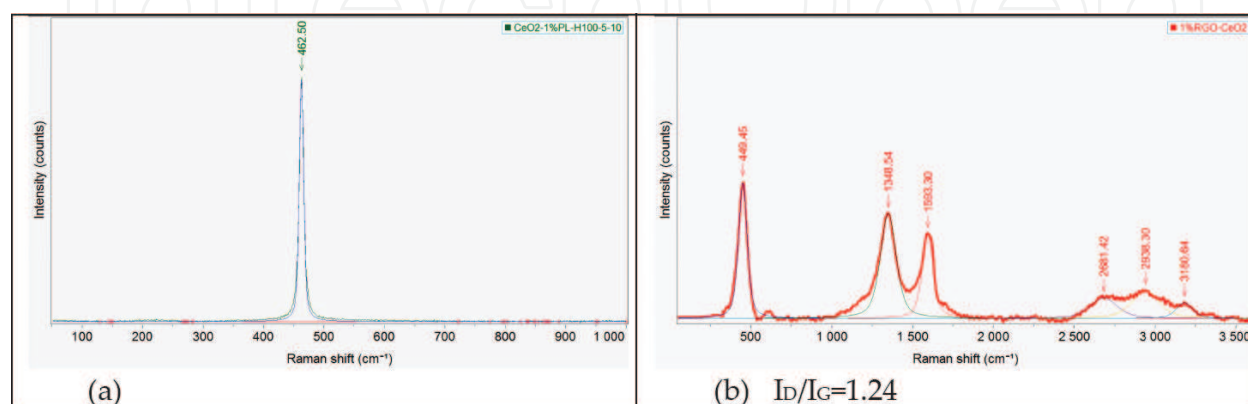 CeO2-1%PL-H100-5-10
462.50
Intensity (counts)
100 200 300 400 500 600 700 800 900 1 000
Raman shift (cm⁻¹)
(a)
1%RGO-CeO2
449.45
1348.54
1593.30
2681.42
2938.30
3180.64
Intensity (counts)
500 1 000 1 500 2 000 2 500 3 000 3 500
Raman shift (cm⁻¹)
(b) ID/IG=1.24